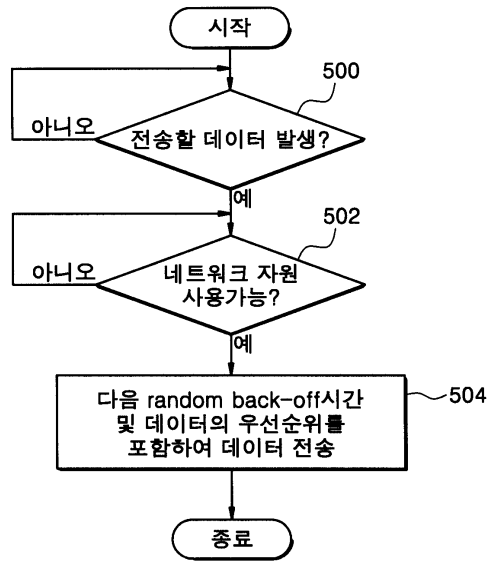 시작
500
전송할 데이터 발생?
아니오
예
502
네트워크 자원
사용가능?
아니오
예
504
다음 random back-off시간
및 데이터의 우선순위를
포함하여 데이터 전송
종료